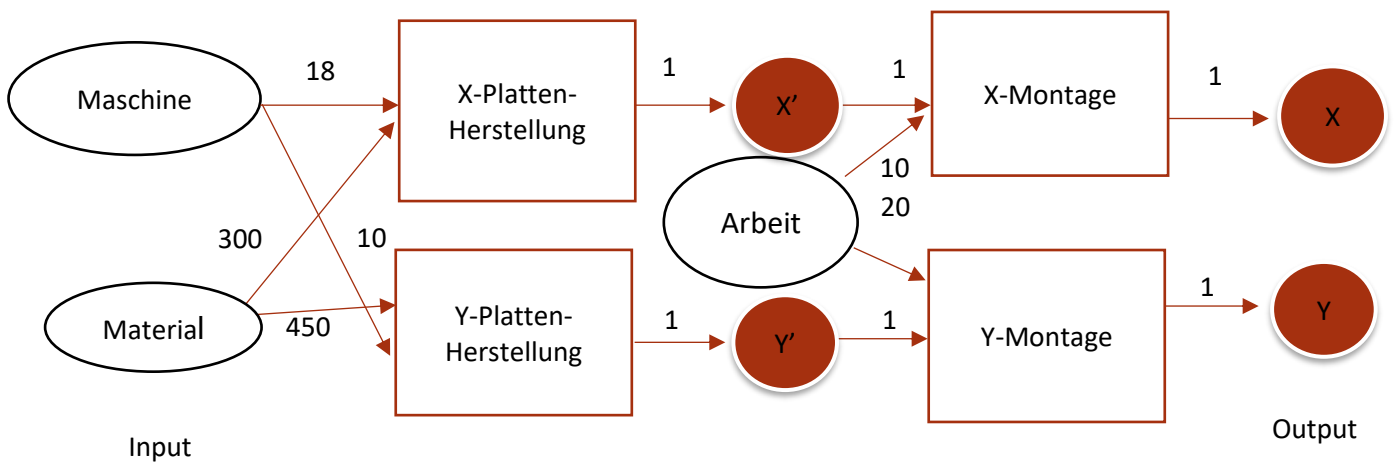 Maschine
18
X-Platten-
Herstellung
1
X’
1
X-Montage
1
X
10
20
Arbeit
300
10
Material
450
Y-Platten-
Herstellung
1
Y’
1
Y-Montage
1
Y
Input
Output